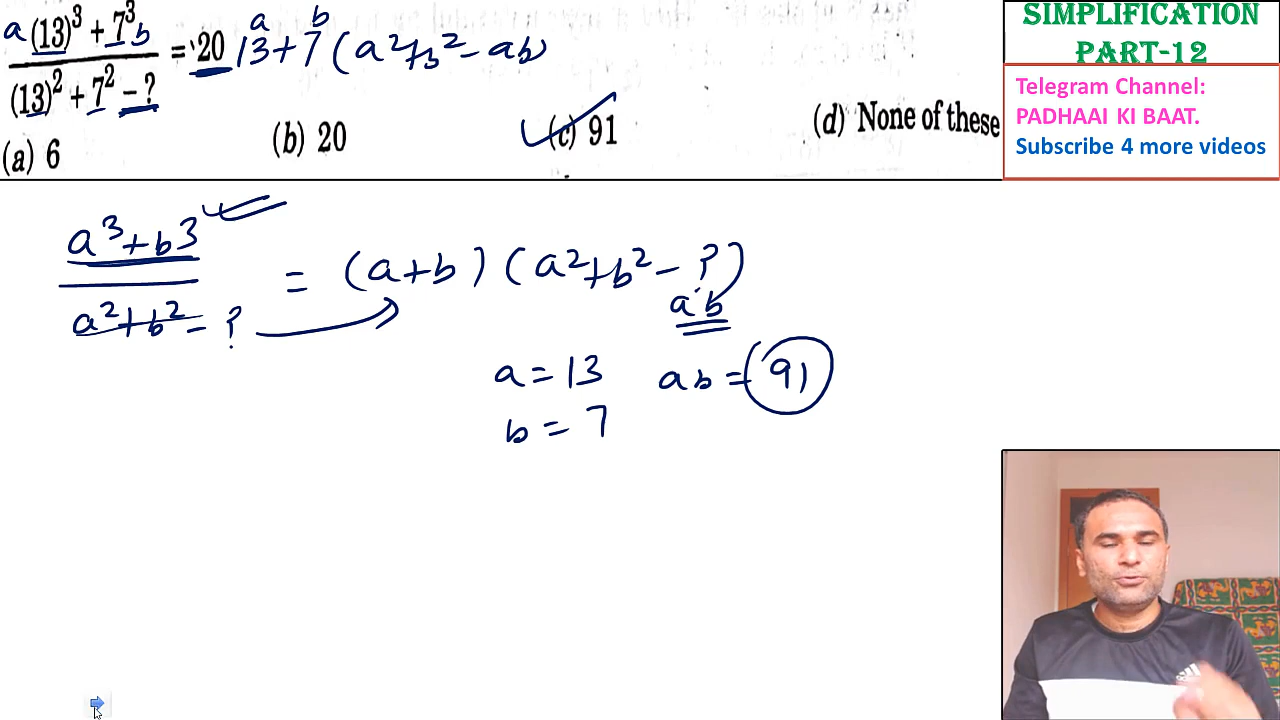 a (13)³ + 7³ b
(13)² + 7² - ?
= 20 13 + 7 (a² + b² - ab)
a b
(a) 6 (b) 20 (c) 91 (d) None of these
SIMPLIFICATION
PART-12
Telegram Channel:
PADHAAI KI BAAT.
Subscribe 4 more videos
a³ + b3
a² + b² - ?
= (a + b) (a² + b² - ?)
ab
a = 13 ab = 91
b = 7